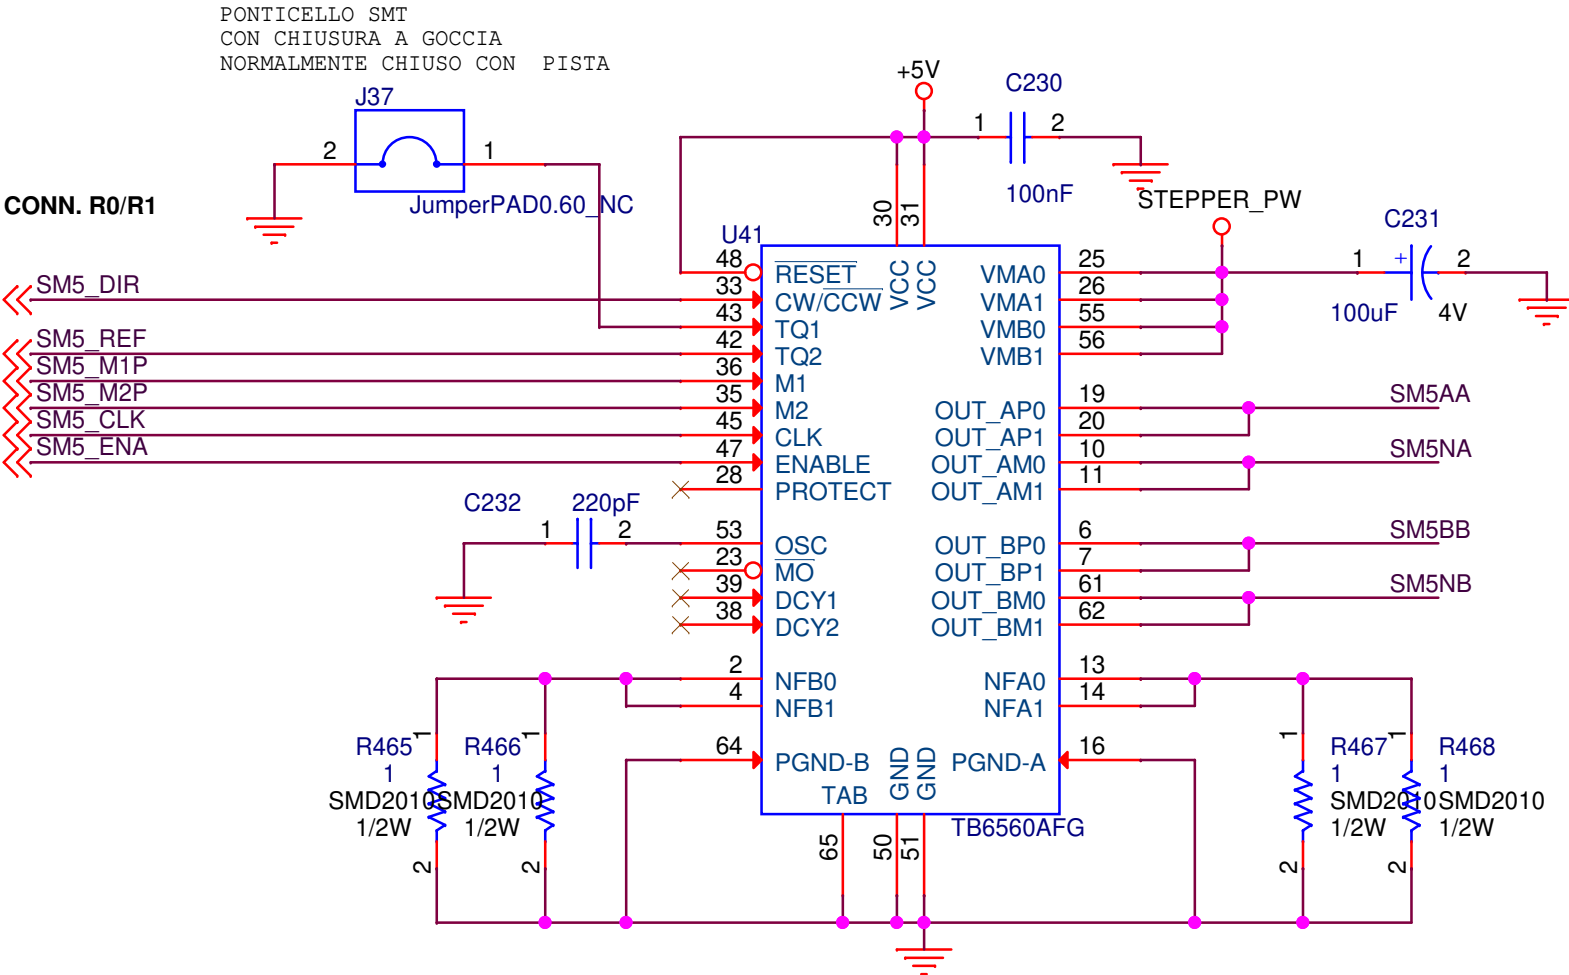 PONTICELLO SMT
CON CHIUSURA A GOCCIA
NORMALMENTE CHIUSO CON PISTA
J37
2
1
JumperPAD0.60_NC
CONN. R0/R1
+5V
C230
1
2
100nF
STEPPER_PW
C231
1
+
2
100uF
4V
U41
30
31
VCC
VCC
SM5_DIR
SM5_REF
SM5_M1P
SM5_M2P
SM5_CLK
SM5_ENA
48 RESET
33 CW/CCW
43 TQ1
42 TQ2
36 M1
35 M2
45 CLK
47 ENABLE
28 PROTECT
C232
220pF
1
2
53 OSC
23 MO
39 DCY1
38 DCY2
2 NFB0
4 NFB1
64 PGND-B
TAB
GND
GND
65
50
51
VMA0 25
VMA1 26
VMB0 55
VMB1 56
OUT_AP0 19 SM5AA
OUT_AP1 20
OUT_AM0 10 SM5NA
OUT_AM1 11
OUT_BP0 6 SM5BB
OUT_BP1 7
OUT_BM0 61 SM5NB
OUT_BM1 62
NFA0 13
NFA1 14
PGND-A 16
TB6560AFG
R465
1
SMD2010
1/2W
1
2
R466
1
SMD2010
1/2W
1
2
R467
1
SMD2010
1/2W
1
2
R468
1
SMD2010
1/2W
1
2